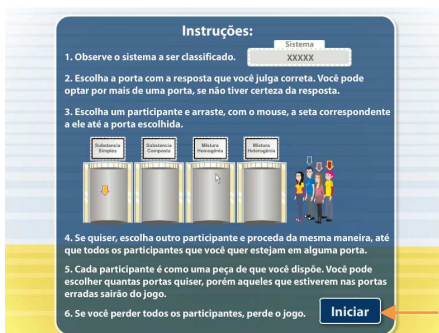 Instruções:
Sistema
1. Observe o sistema a ser classificado. XXXXX
2. Escolha a porta com a resposta que você julga correta. Você pode
optar por mais de uma porta, se não tiver certeza da resposta.
3. Escolha um participante e arraste, com o mouse, a seta correspondente
a ele até a porta escolhida.
Substância Simples
Substância Composta
Mistura Homogênia
Mistura Heterogênia
4. Se quiser, escolha outro participante e proceda da mesma maneira, até
que todos os participantes que você quer estejam em alguma porta.
5. Cada participante é como uma peça de que você dispõe. Você pode
escolher quantas portas quiser, porém aqueles que estiverem nas portas
erradas sairão do jogo.
6. Se você perder todos os participantes, perde o jogo.
Iniciar